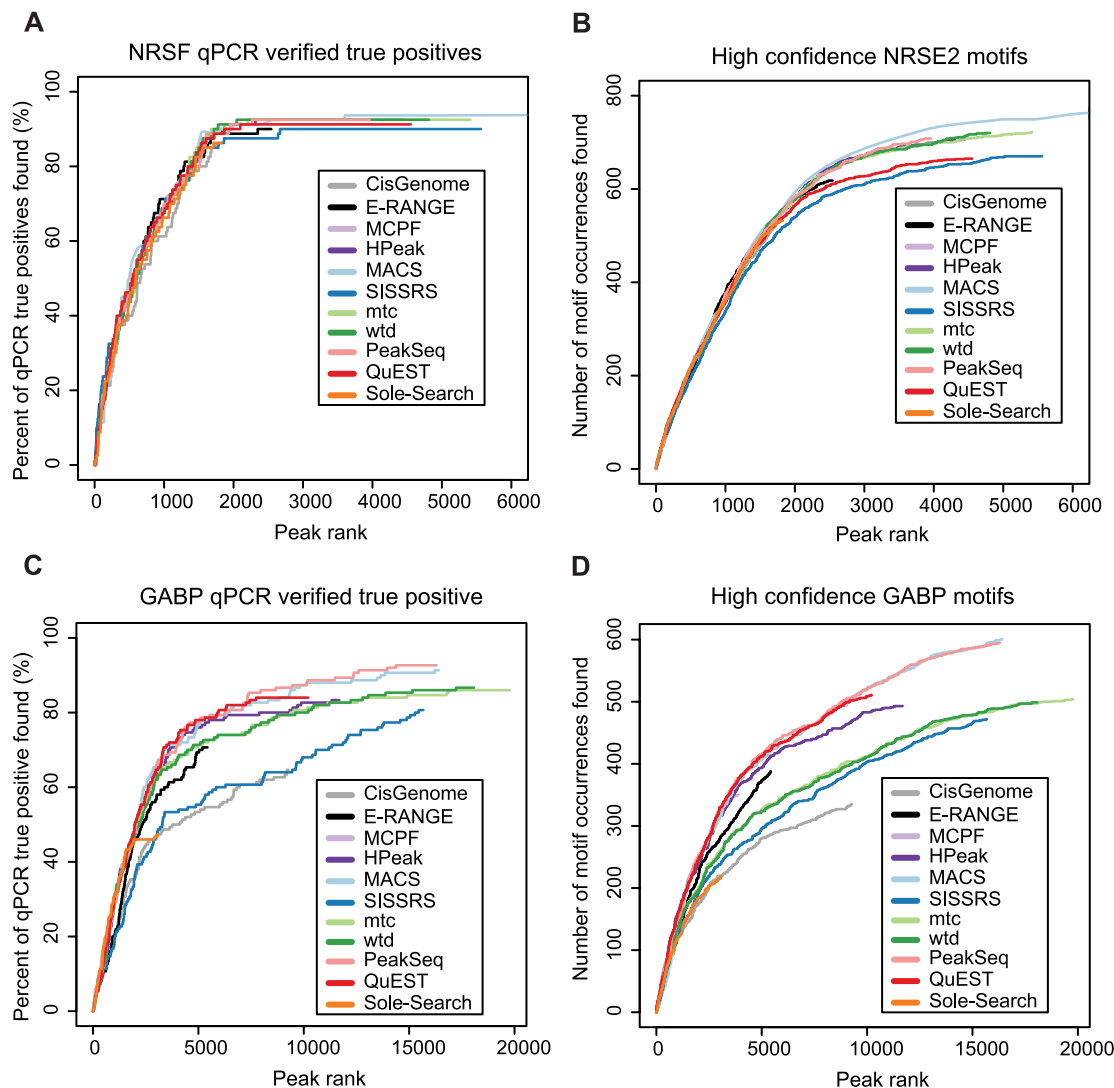 A
NRSF qPCR verified true positives
Percent of qPCR true positives found (%)
100
80
60
40
20
0
CisGenome
E-RANGE
MCPF
HPeak
MACS
SISSRS
mtc
wtd
PeakSeq
QuEST
Sole-Search
0 1000 2000 3000 4000 5000 6000
Peak rank
B
High confidence NRSE2 motifs
Number of motif occurrences found
800
600
400
200
0
CisGenome
E-RANGE
MCPF
HPeak
MACS
SISSRS
mtc
wtd
PeakSeq
QuEST
Sole-Search
0 1000 2000 3000 4000 5000 6000
Peak rank
C
GABP qPCR verified true positive
Percent of qPCR true positive found (%)
100
80
60
40
20
0
CisGenome
E-RANGE
MCPF
HPeak
MACS
SISSRS
mtc
wtd
PeakSeq
QuEST
Sole-Search
0 5000 10000 15000 20000
Peak rank
D
High confidence GABP motifs
Number of motif occurrences found
600
500
400
300
200
100
0
CisGenome
E-RANGE
MCPF
HPeak
MACS
SISSRS
mtc
wtd
PeakSeq
QuEST
Sole-Search
0 5000 10000 15000 20000
Peak rank